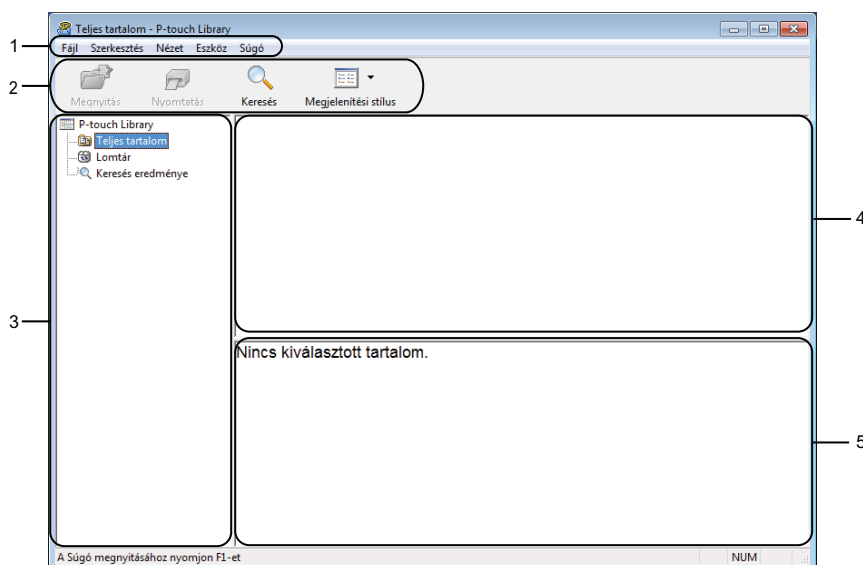 Teljes tartalom - P-touch Library
1
Fájl Szerkesztés Nézet Eszköz Súgó
2
Megnyitás Nyomtatás Keresés Megjelenítési stílus
P-touch Library
Teljes tartalom
Lomtár
Keresés eredménye
4
3
Nincs kiválasztott tartalom.
5
A Súgó megnyitásához nyomjon F1-et
NUM